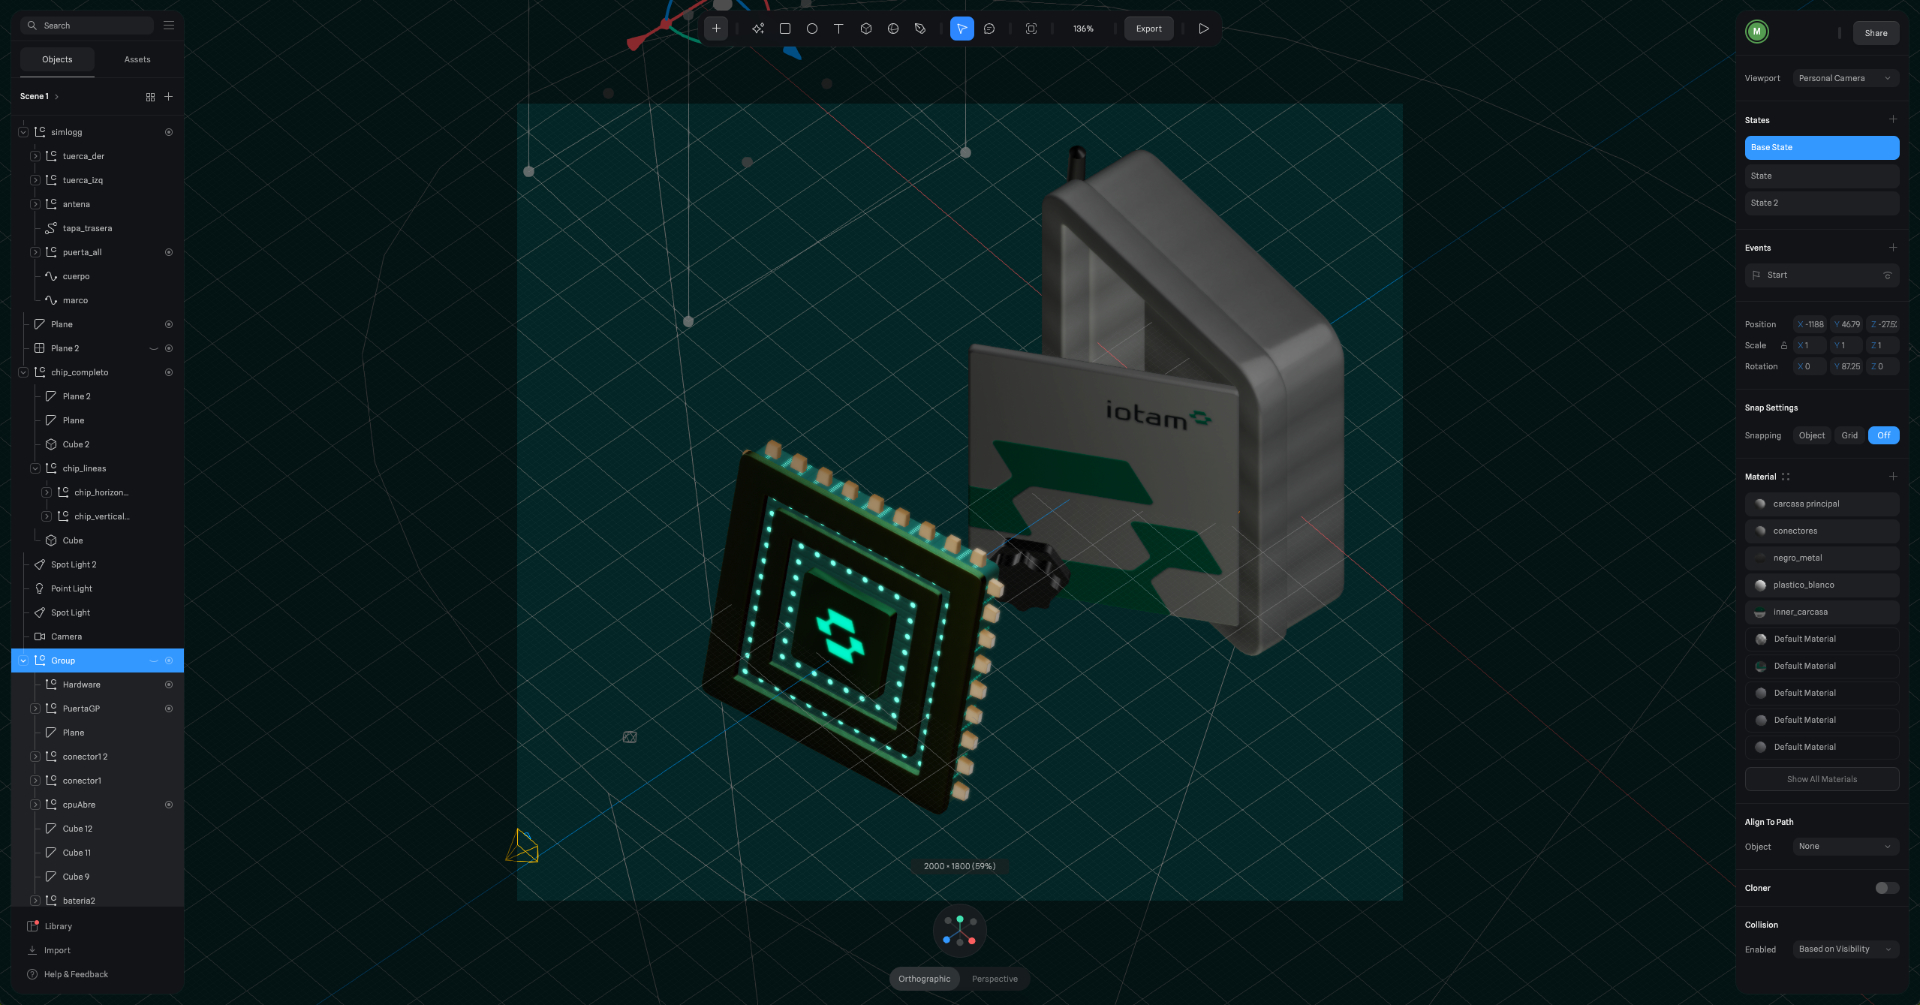 Search
Objects
Assets
Scene 1
simlogg
tuerca_der
tuerca_izq
antena
tapa_trasera
puerta_all
cuerpo
marco
Plane
Plane 2
chip_completo
Plane 2
Plane
Cube 2
chip_lineas
chip_horizon...
chip_vertical...
Cube
Spot Light 2
Point Light
Spot Light
Camera
Group
Hardware
PuertaGP
Plane
conector1 2
conector1
cpuAbre
Cube 12
Cube 11
Cube 9
bateria2
Library
Import
Help & Feedback
136%
Export
iotam
2000 × 1800 (59%)
Orthographic
Perspective
M
Share
Viewport
Personal Camera
States
Base State
State
State 2
Events
Start
Position X -1188 Y 46.79 Z -27.52
Scale X 1 Y 1 Z 1
Rotation X 0 Y 87.25 Z 0
Snap Settings
Snapping Object Grid Off
Material
carcasa principal
conectores
negro_metal
plastico_blanco
inner_carcasa
Default Material
Default Material
Default Material
Default Material
Default Material
Show All Materials
Align To Path
Object None
Cloner
Collision
Enabled Based on Visibility